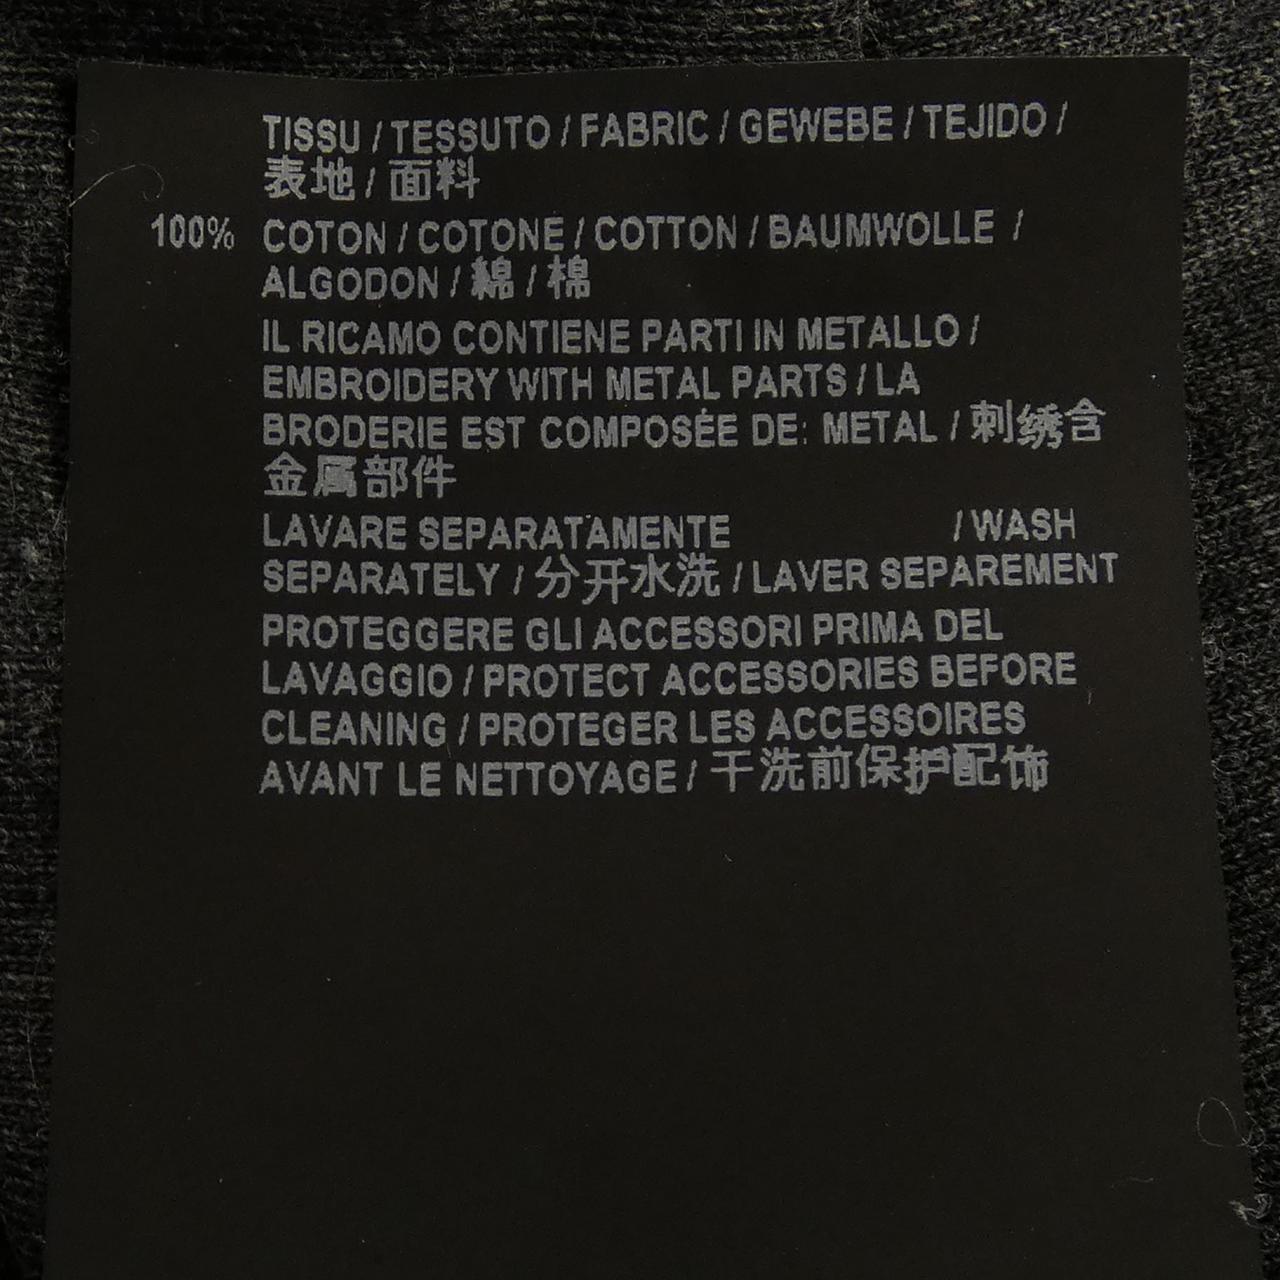 TISSU / TESSUTO / FABRIC / GEWEBE / TEJIDO /
表地 / 面料
100% COTON / COTONE / COTTON / BAUMWOLLE /
ALGODON / 綿 / 棉
IL RICAMO CONTIENE PARTI IN METALLO /
EMBROIDERY WITH METAL PARTS / LA
BRODERIE EST COMPOSÉE DE: METAL / 刺绣含
金属部件
LAVARE SEPARATAMENTE / WASH
SEPARATELY / 分开水洗 / LAVER SEPAREMENT
PROTEGGERE GLI ACCESSORI PRIMA DEL
LAVAGGIO / PROTECT ACCESSORIES BEFORE
CLEANING / PROTEGER LES ACCESSOIRES
AVANT LE NETTOYAGE / 干洗前保护配饰